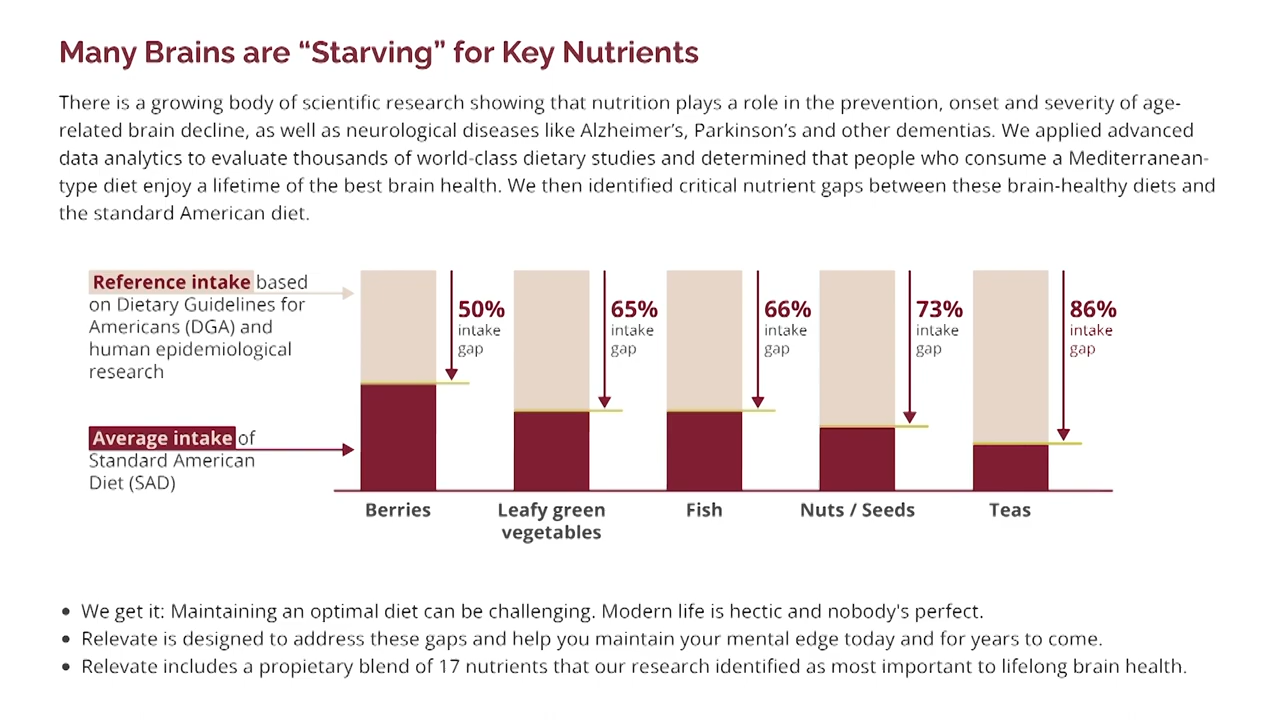 Many Brains are “Starving” for Key Nutrients
There is a growing body of scientific research showing that nutrition plays a role in the prevention, onset and severity of age-
related brain decline, as well as neurological diseases like Alzheimer’s, Parkinson’s and other dementias. We applied advanced
data analytics to evaluate thousands of world-class dietary studies and determined that people who consume a Mediterranean-
type diet enjoy a lifetime of the best brain health. We then identified critical nutrient gaps between these brain-healthy diets and
the standard American diet.
Reference intake based
on Dietary Guidelines for
Americans (DGA) and
human epidemiological
research
Average intake of
Standard American
Diet (SAD)
50%
intake
gap
65%
intake
gap
66%
intake
gap
73%
intake
gap
86%
intake
gap
Berries
Leafy green
vegetables
Fish
Nuts / Seeds
Teas
• We get it: Maintaining an optimal diet can be challenging. Modern life is hectic and nobody's perfect.
• Relevate is designed to address these gaps and help you maintain your mental edge today and for years to come.
• Relevate includes a propietary blend of 17 nutrients that our research identified as most important to lifelong brain health.